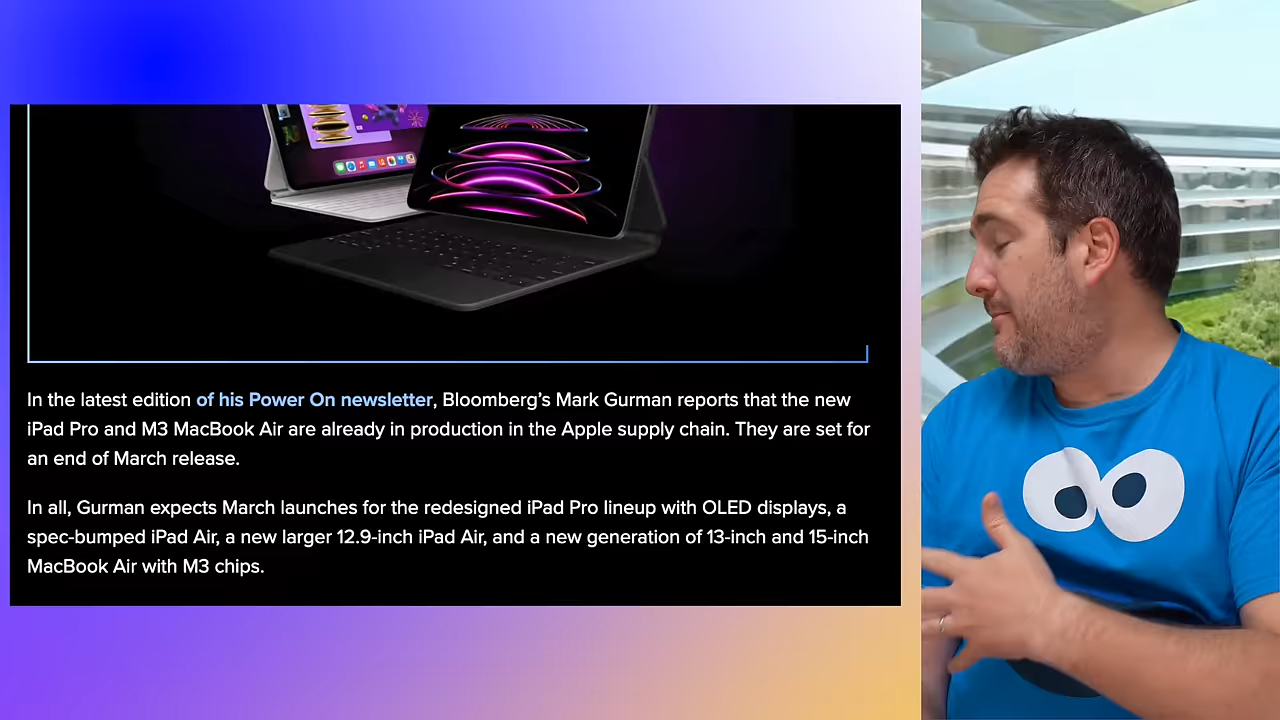 In the latest edition of his Power On newsletter, Bloomberg’s Mark Gurman reports that the new
iPad Pro and M3 MacBook Air are already in production in the Apple supply chain. They are set for
an end of March release.
In all, Gurman expects March launches for the redesigned iPad Pro lineup with OLED displays, a
spec-bumped iPad Air, a new larger 12.9-inch iPad Air, and a new generation of 13-inch and 15-inch
MacBook Air with M3 chips.